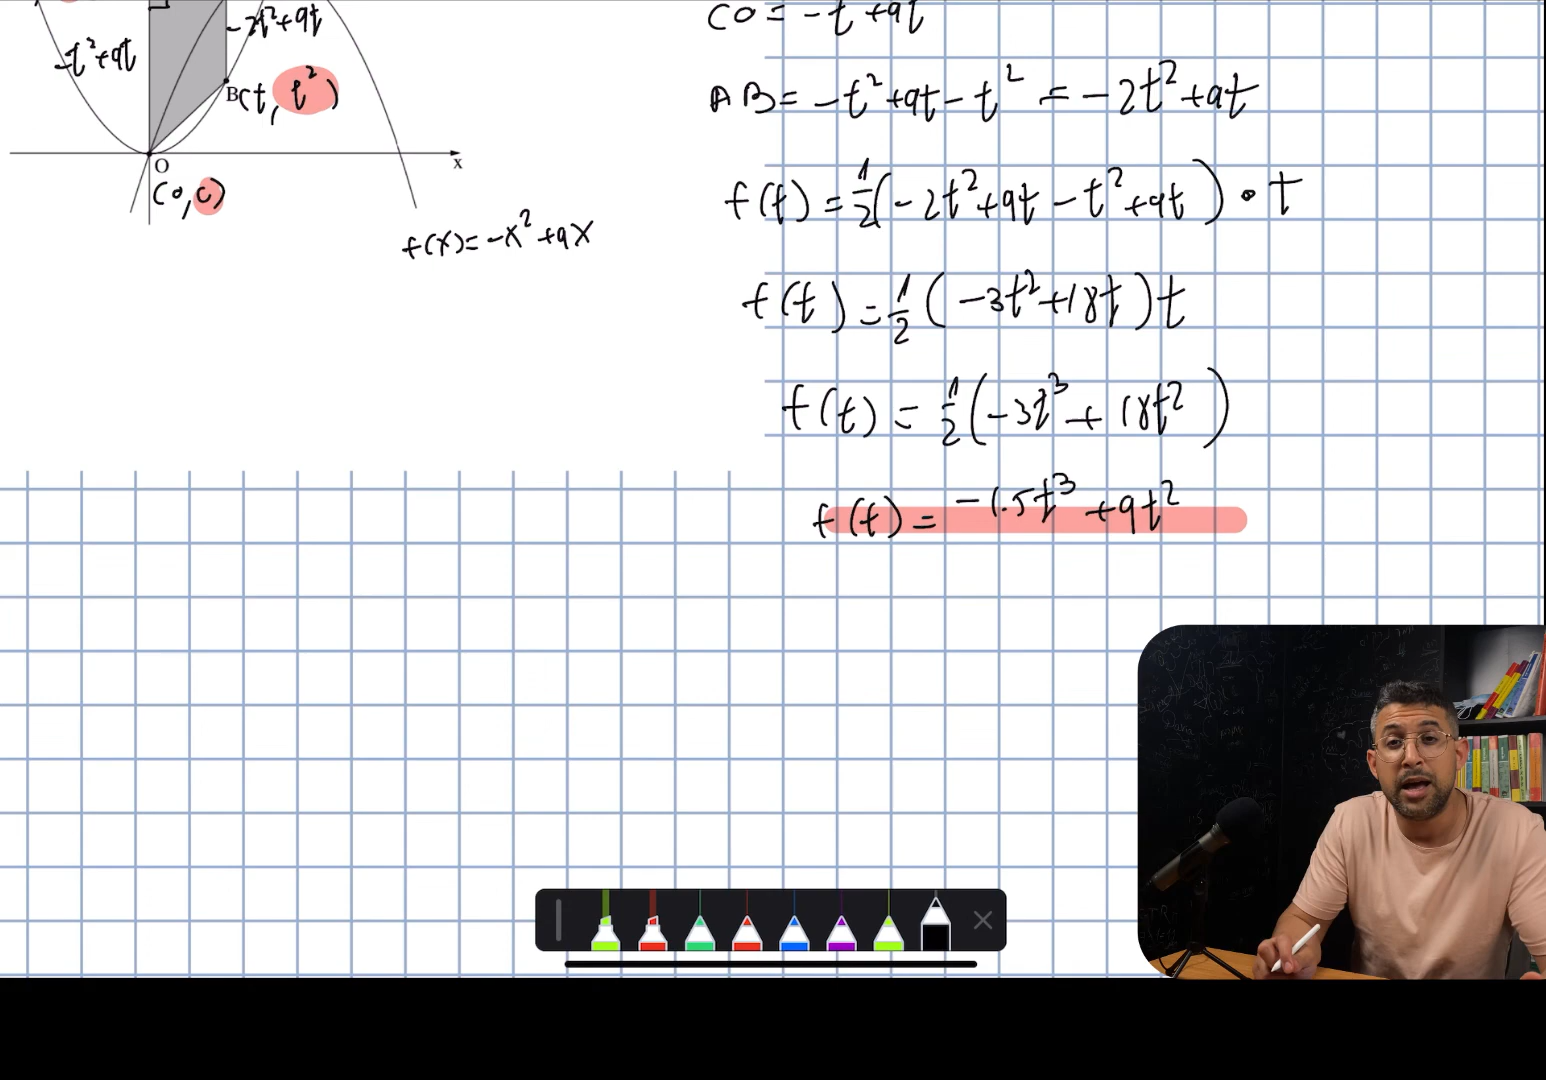 -t²+9t
-2t²+9t
B(t, t²)
O
x
(0,0)
f(x)=-x²+9x
CO = -t²+9t
AB= -t²+9t-t² = -2t²+9t
f(t) = 1/2(-2t²+9t-t²+9t)·t
f(t) = 1/2(-3t²+18t)t
f(t) = 1/2(-3t³+18t²)
f(t) = -1.5t³+9t²